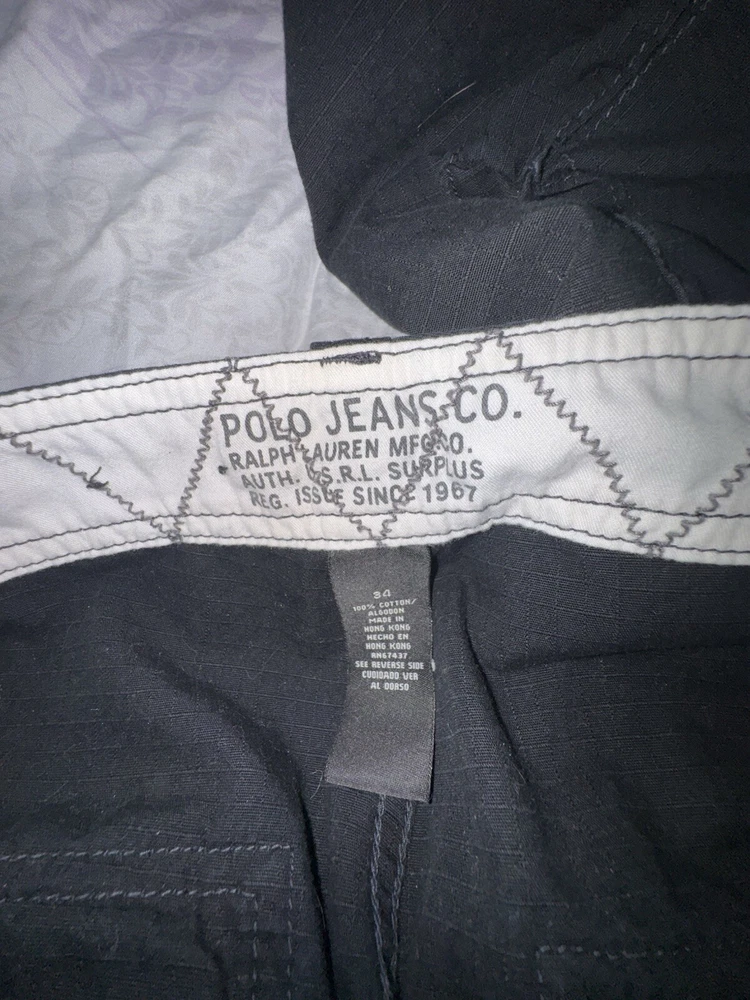 POLO JEANS CO.
RALPH LAUREN MFG.CO.
AUTH. U.S.R.L. SURPLUS
REG. ISSUE SINCE 1967
34
100% COTTON/
ALGODON
MADE IN
HONG KONG
HECHO EN
HONG KONG
RN67437
SEE REVERSE SIDE
CUIDADO VER
AL DORSO